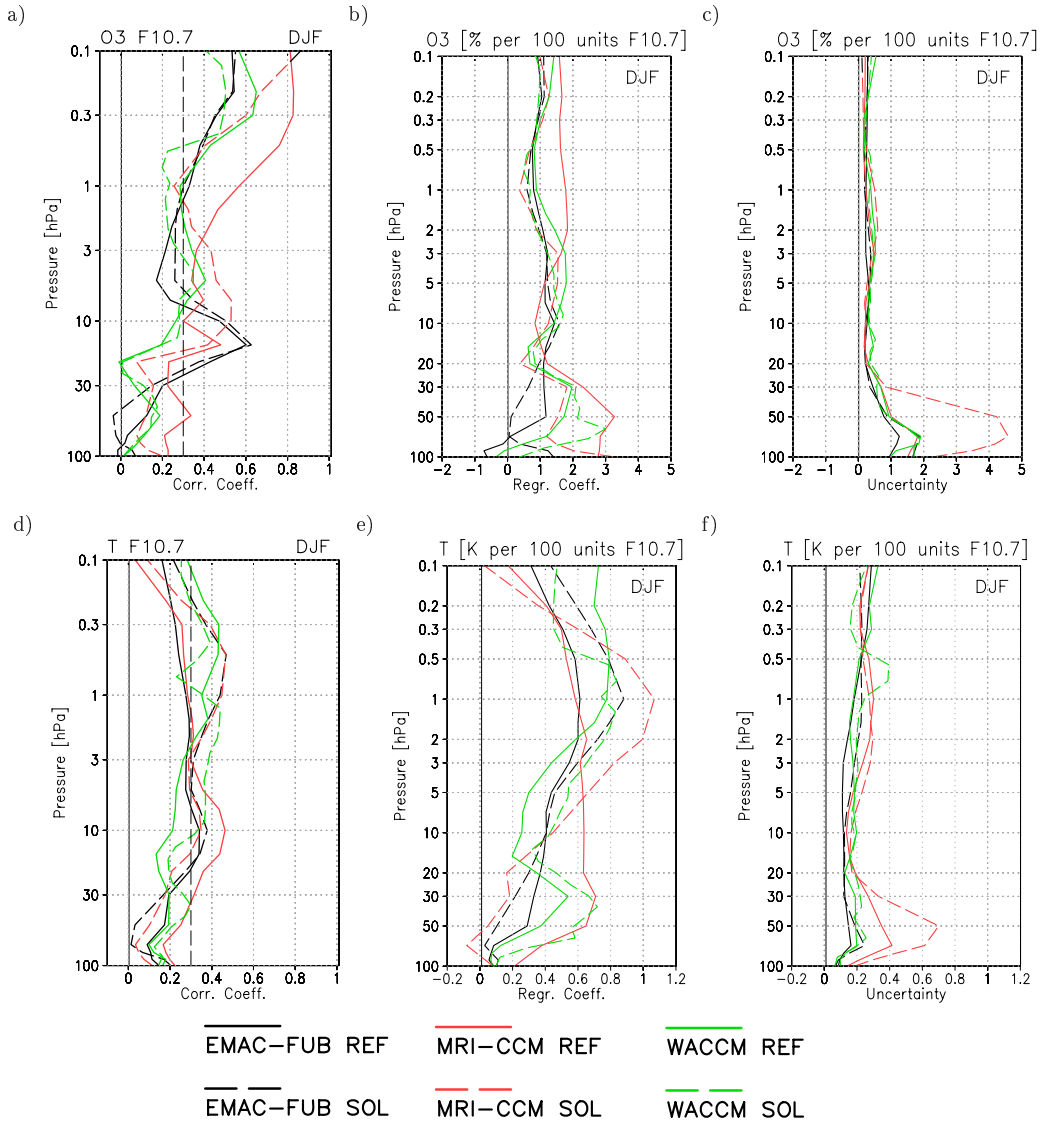 a)
b)
c)
O3 F10.7 DJF
O3 [% per 100 units F10.7]
O3 [% per 100 units F10.7]
DJF
DJF
Pressure [hPa]
0.1
0.3
1
3
10
30
100
0 0.2 0.4 0.6 0.8 1
Corr. Coeff.
Pressure [hPa]
0.1
0.2
0.3
0.5
1
2
3
5
10
20
30
50
100
-2 -1 0 1 2 3 4 5
Regr. Coeff.
Pressure [hPa]
0.1
0.2
0.3
0.5
1
2
3
5
10
20
30
50
100
-2 -1 0 1 2 3 4 5
Uncertainty
d)
e)
f)
T F10.7 DJF
T [K per 100 units F10.7]
T [K per 100 units F10.7]
DJF
DJF
Pressure [hPa]
0.1
0.3
1
3
10
30
100
0 0.2 0.4 0.6 0.8 1
Corr. Coeff.
Pressure [hPa]
0.1
0.2
0.3
0.5
1
2
3
5
10
20
30
50
100
-0.2 0 0.2 0.4 0.6 0.8 1 1.2
Regr. Coeff.
Pressure [hPa]
0.1
0.2
0.3
0.5
1
2
3
5
10
20
30
50
100
-0.2 0 0.2 0.4 0.6 0.8 1 1.2
Uncertainty
EMAC-FUB REF
MRI-CCM REF
WACCM REF
EMAC-FUB SOL
MRI-CCM SOL
WACCM SOL